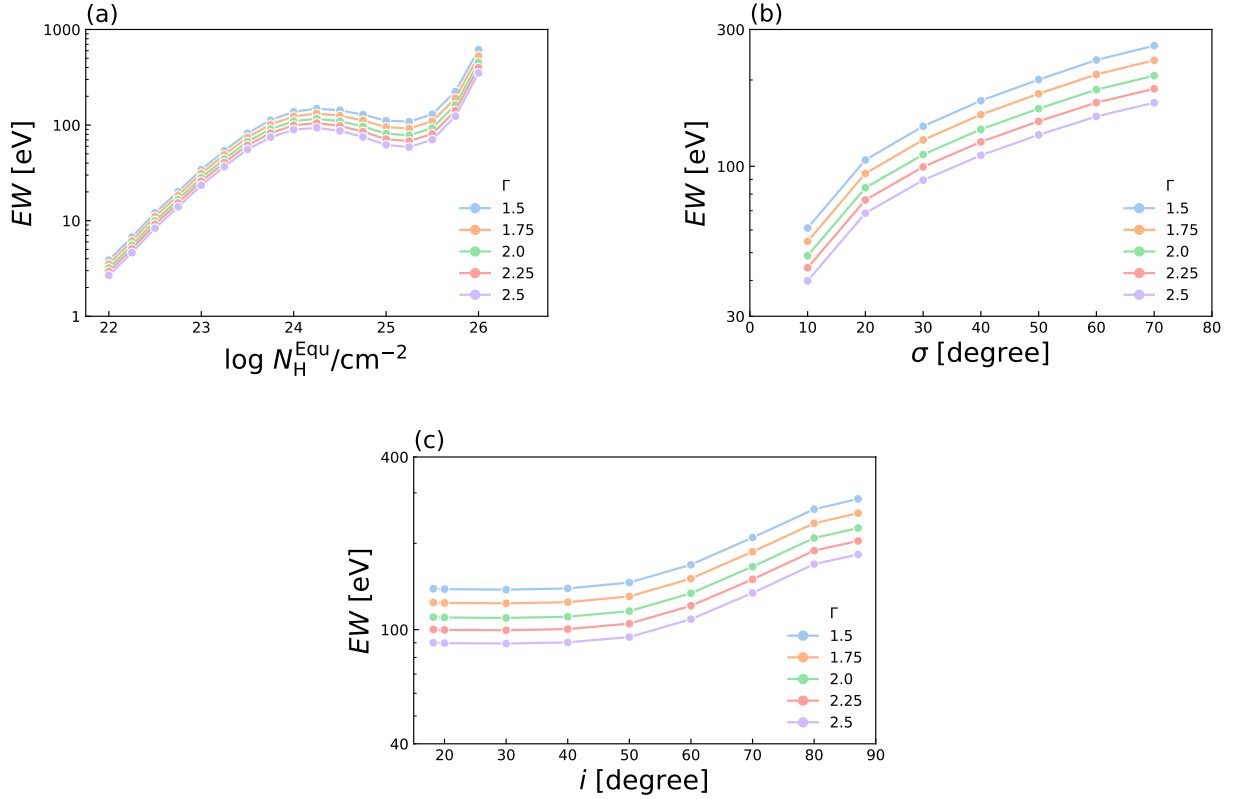 (a)
1000
100
10
1
EW [eV]
22 23 24 25 26
log N_H^Equ/cm⁻²
Γ
1.5
1.75
2.0
2.25
2.5
(b)
300
100
30
EW [eV]
0 10 20 30 40 50 60 70 80
σ [degree]
Γ
1.5
1.75
2.0
2.25
2.5
(c)
400
100
40
EW [eV]
20 30 40 50 60 70 80 90
i [degree]
Γ
1.5
1.75
2.0
2.25
2.5